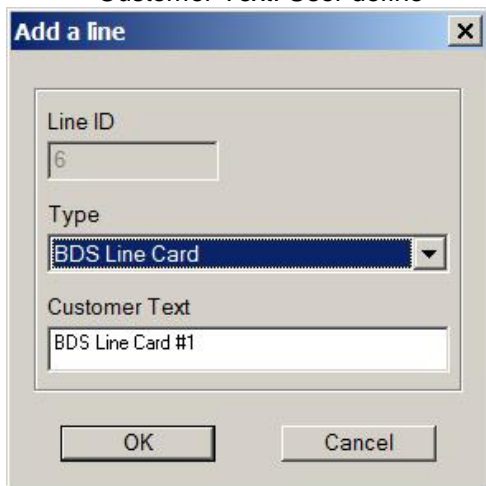 Customer Text: User define
Add a line
Line ID
6
Type
BDS Line Card
Customer Text
BDS Line Card #1
OK
Cancel